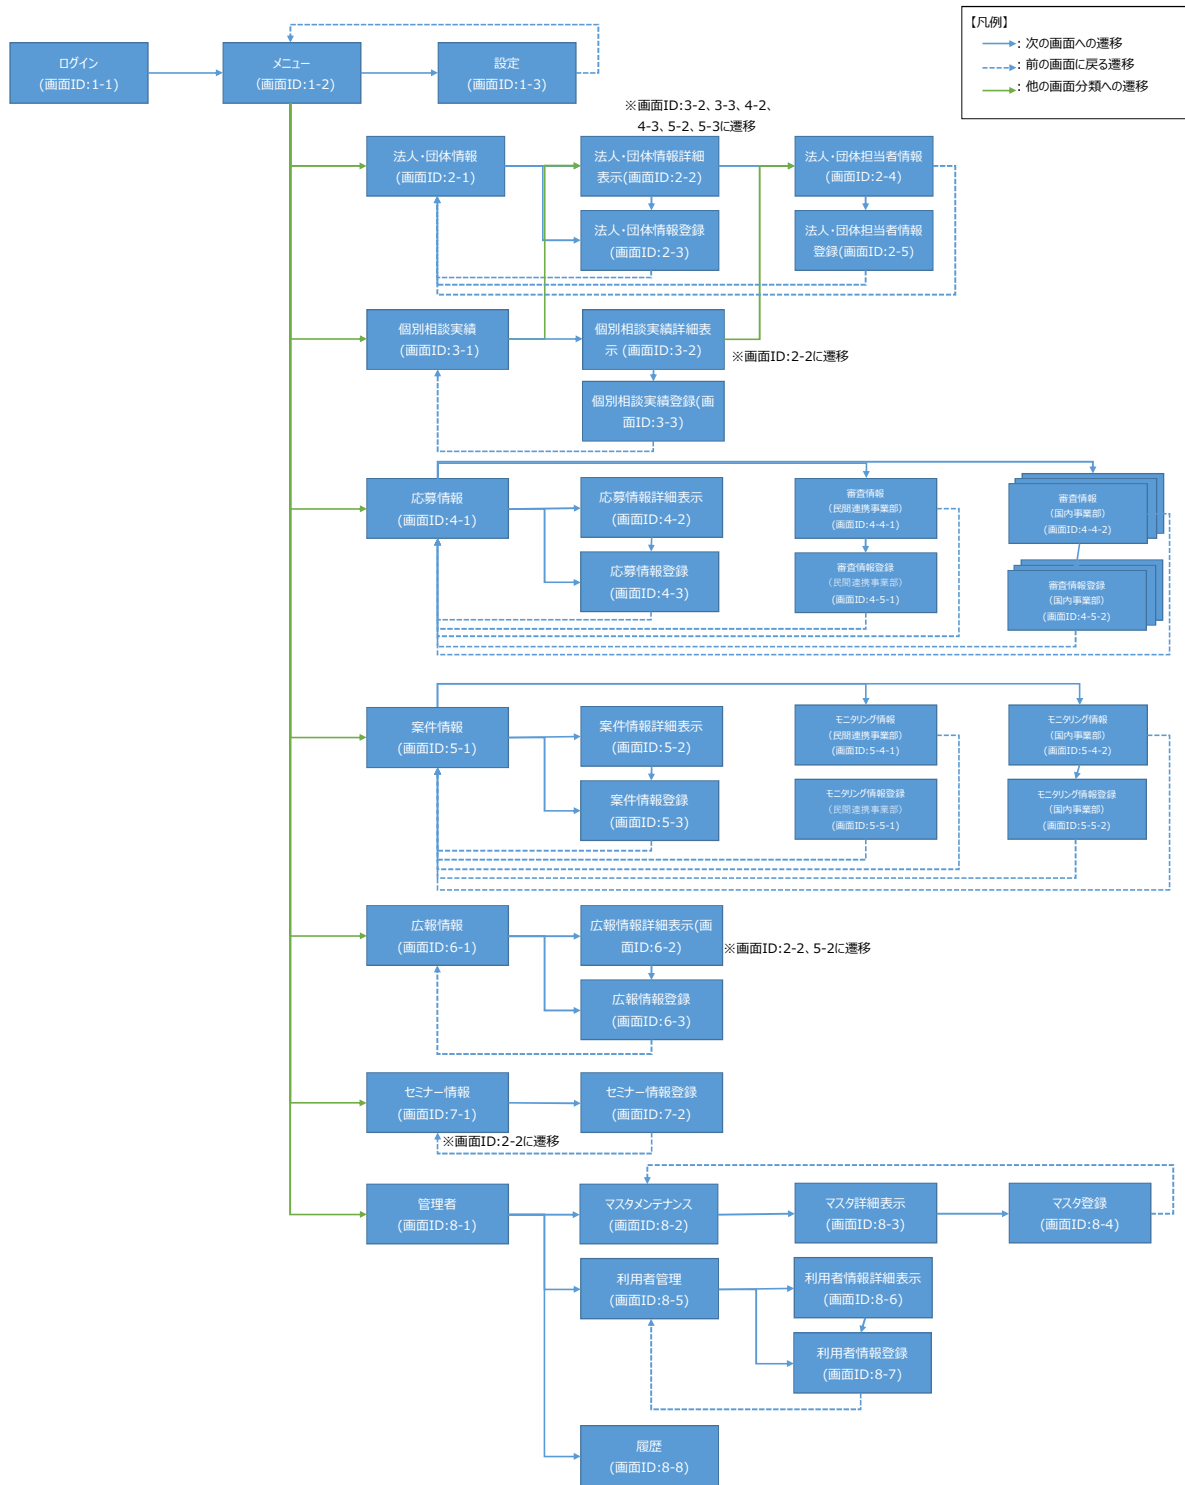 【凡例】
：次の画面への遷移
：前の画面に戻る遷移
：他の画面分類への遷移
ログイン
(画面ID:1-1)
メニュー
(画面ID:1-2)
設定
(画面ID:1-3)
※画面ID:3-2、3-3、4-2、
4-3、5-2、5-3に遷移
法人・団体情報
(画面ID:2-1)
法人・団体情報詳細
表示(画面ID:2-2)
法人・団体担当者情報
(画面ID:2-4)
法人・団体情報登録
(画面ID:2-3)
法人・団体担当者情報
登録(画面ID:2-5)
個別相談実績
(画面ID:3-1)
個別相談実績詳細表
示 (画面ID:3-2)
※画面ID:2-2に遷移
個別相談実績登録(画
面ID:3-3)
応募情報
(画面ID:4-1)
応募情報詳細表示
(画面ID:4-2)
審査情報
（民間連携事業部）
(画面ID:4-4-1)
審査情報
（国内事業部）
(画面ID:4-4-2)
応募情報登録
(画面ID:4-3)
審査情報登録
（民間連携事業部）
(画面ID:4-5-1)
審査情報登録
（国内事業部）
(画面ID:4-5-2)
案件情報
(画面ID:5-1)
案件情報詳細表示
(画面ID:5-2)
モニタリング情報
（民間連携事業部）
(画面ID:5-4-1)
モニタリング情報
（国内事業部）
(画面ID:5-4-2)
案件情報登録
(画面ID:5-3)
モニタリング情報登録
（民間連携事業部）
(画面ID:5-5-1)
モニタリング情報登録
（国内事業部）
(画面ID:5-5-2)
広報情報
(画面ID:6-1)
広報情報詳細表示(画
面ID:6-2)
※画面ID:2-2、5-2に遷移
広報情報登録
(画面ID:6-3)
セミナー情報
(画面ID:7-1)
セミナー情報登録
(画面ID:7-2)
※画面ID:2-2に遷移
管理者
(画面ID:8-1)
マスタメンテナンス
(画面ID:8-2)
マスタ詳細表示
(画面ID:8-3)
マスタ登録
(画面ID:8-4)
利用者管理
(画面ID:8-5)
利用者情報詳細表示
(画面ID:8-6)
利用者情報登録
(画面ID:8-7)
履歴
(画面ID:8-8)